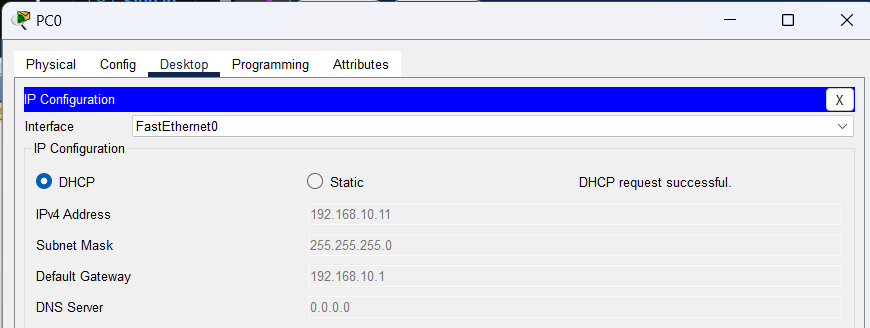 PC0
Physical Config Desktop Programming Attributes
IP Configuration X
Interface FastEthernet0
IP Configuration
DHCP Static DHCP request successful.
IPv4 Address 192.168.10.11
Subnet Mask 255.255.255.0
Default Gateway 192.168.10.1
DNS Server 0.0.0.0